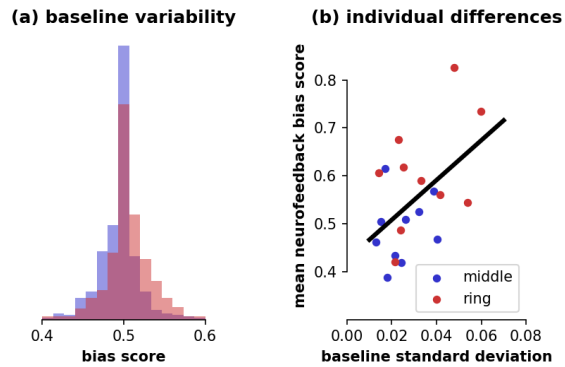 (a) baseline variability
(b) individual differences
0.4
0.5
0.6
bias score
mean neurofeedback bias score
0.8
0.7
0.6
0.5
0.4
middle
ring
0.00
0.02
0.04
0.06
0.08
baseline standard deviation